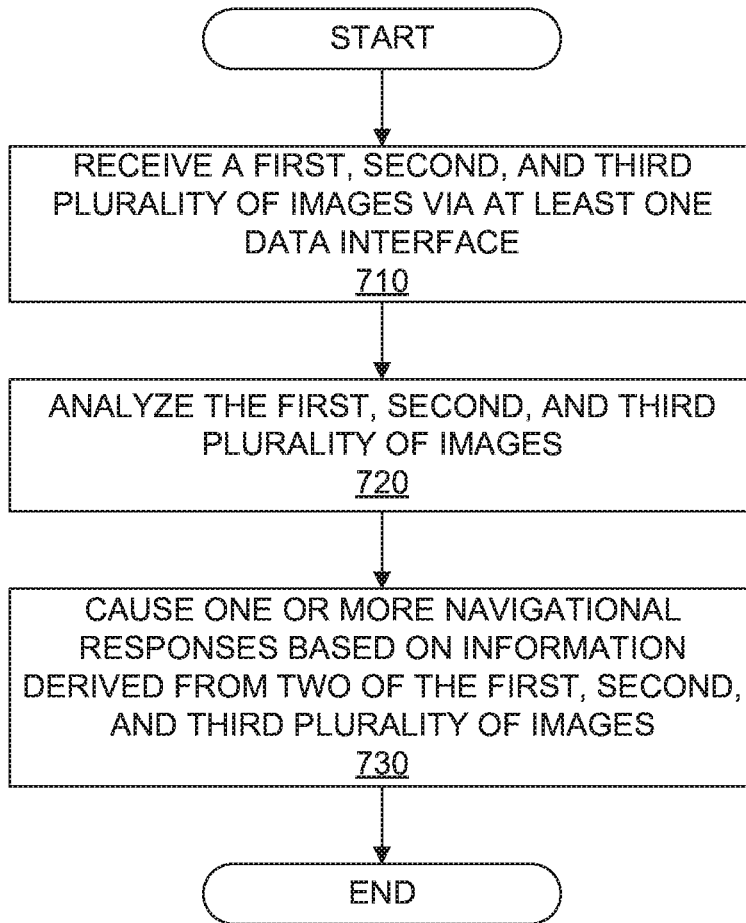 START
RECEIVE A FIRST, SECOND, AND THIRD
PLURALITY OF IMAGES VIA AT LEAST ONE
DATA INTERFACE
710
ANALYZE THE FIRST, SECOND, AND THIRD
PLURALITY OF IMAGES
720
CAUSE ONE OR MORE NAVIGATIONAL
RESPONSES BASED ON INFORMATION
DERIVED FROM TWO OF THE FIRST, SECOND,
AND THIRD PLURALITY OF IMAGES
730
END